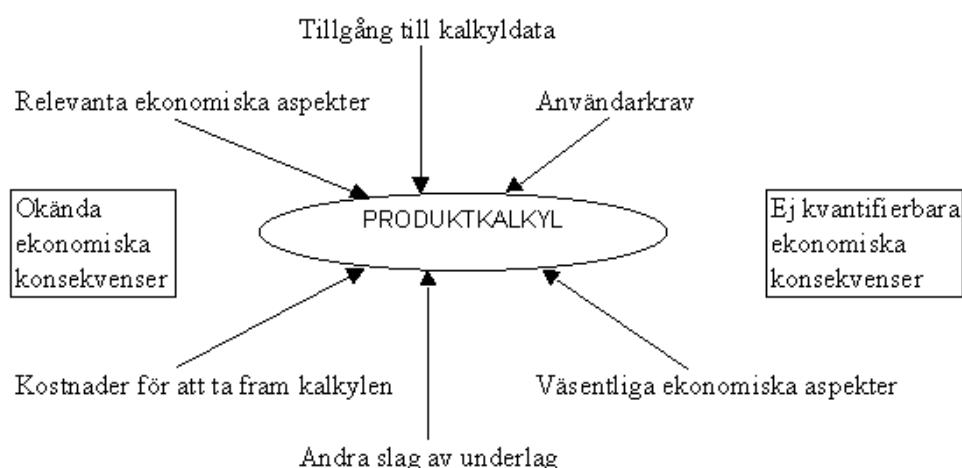 Tillgång till kalkyldata
Relevanta ekonomiska aspekter
Användarkrav
Okända
ekonomiska
konsekvenser
PRODUKTKALKYL
Ej kvantifierbara
ekonomiska
konsekvenser
Kostnader för att ta fram kalkylen
Väsentliga ekonomiska aspekter
Andra slag av underlag